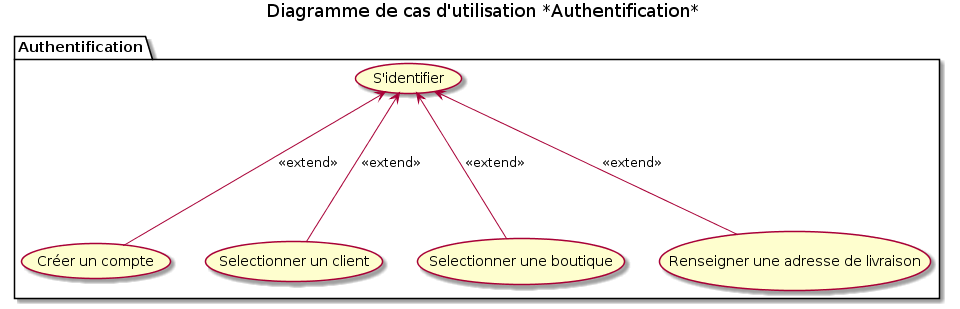 Diagramme de cas d'utilisation *Authentification*
Authentification
S'identifier
«extend»
«extend»
«extend»
«extend»
Créer un compte
Selectionner un client
Selectionner une boutique
Renseigner une adresse de livraison